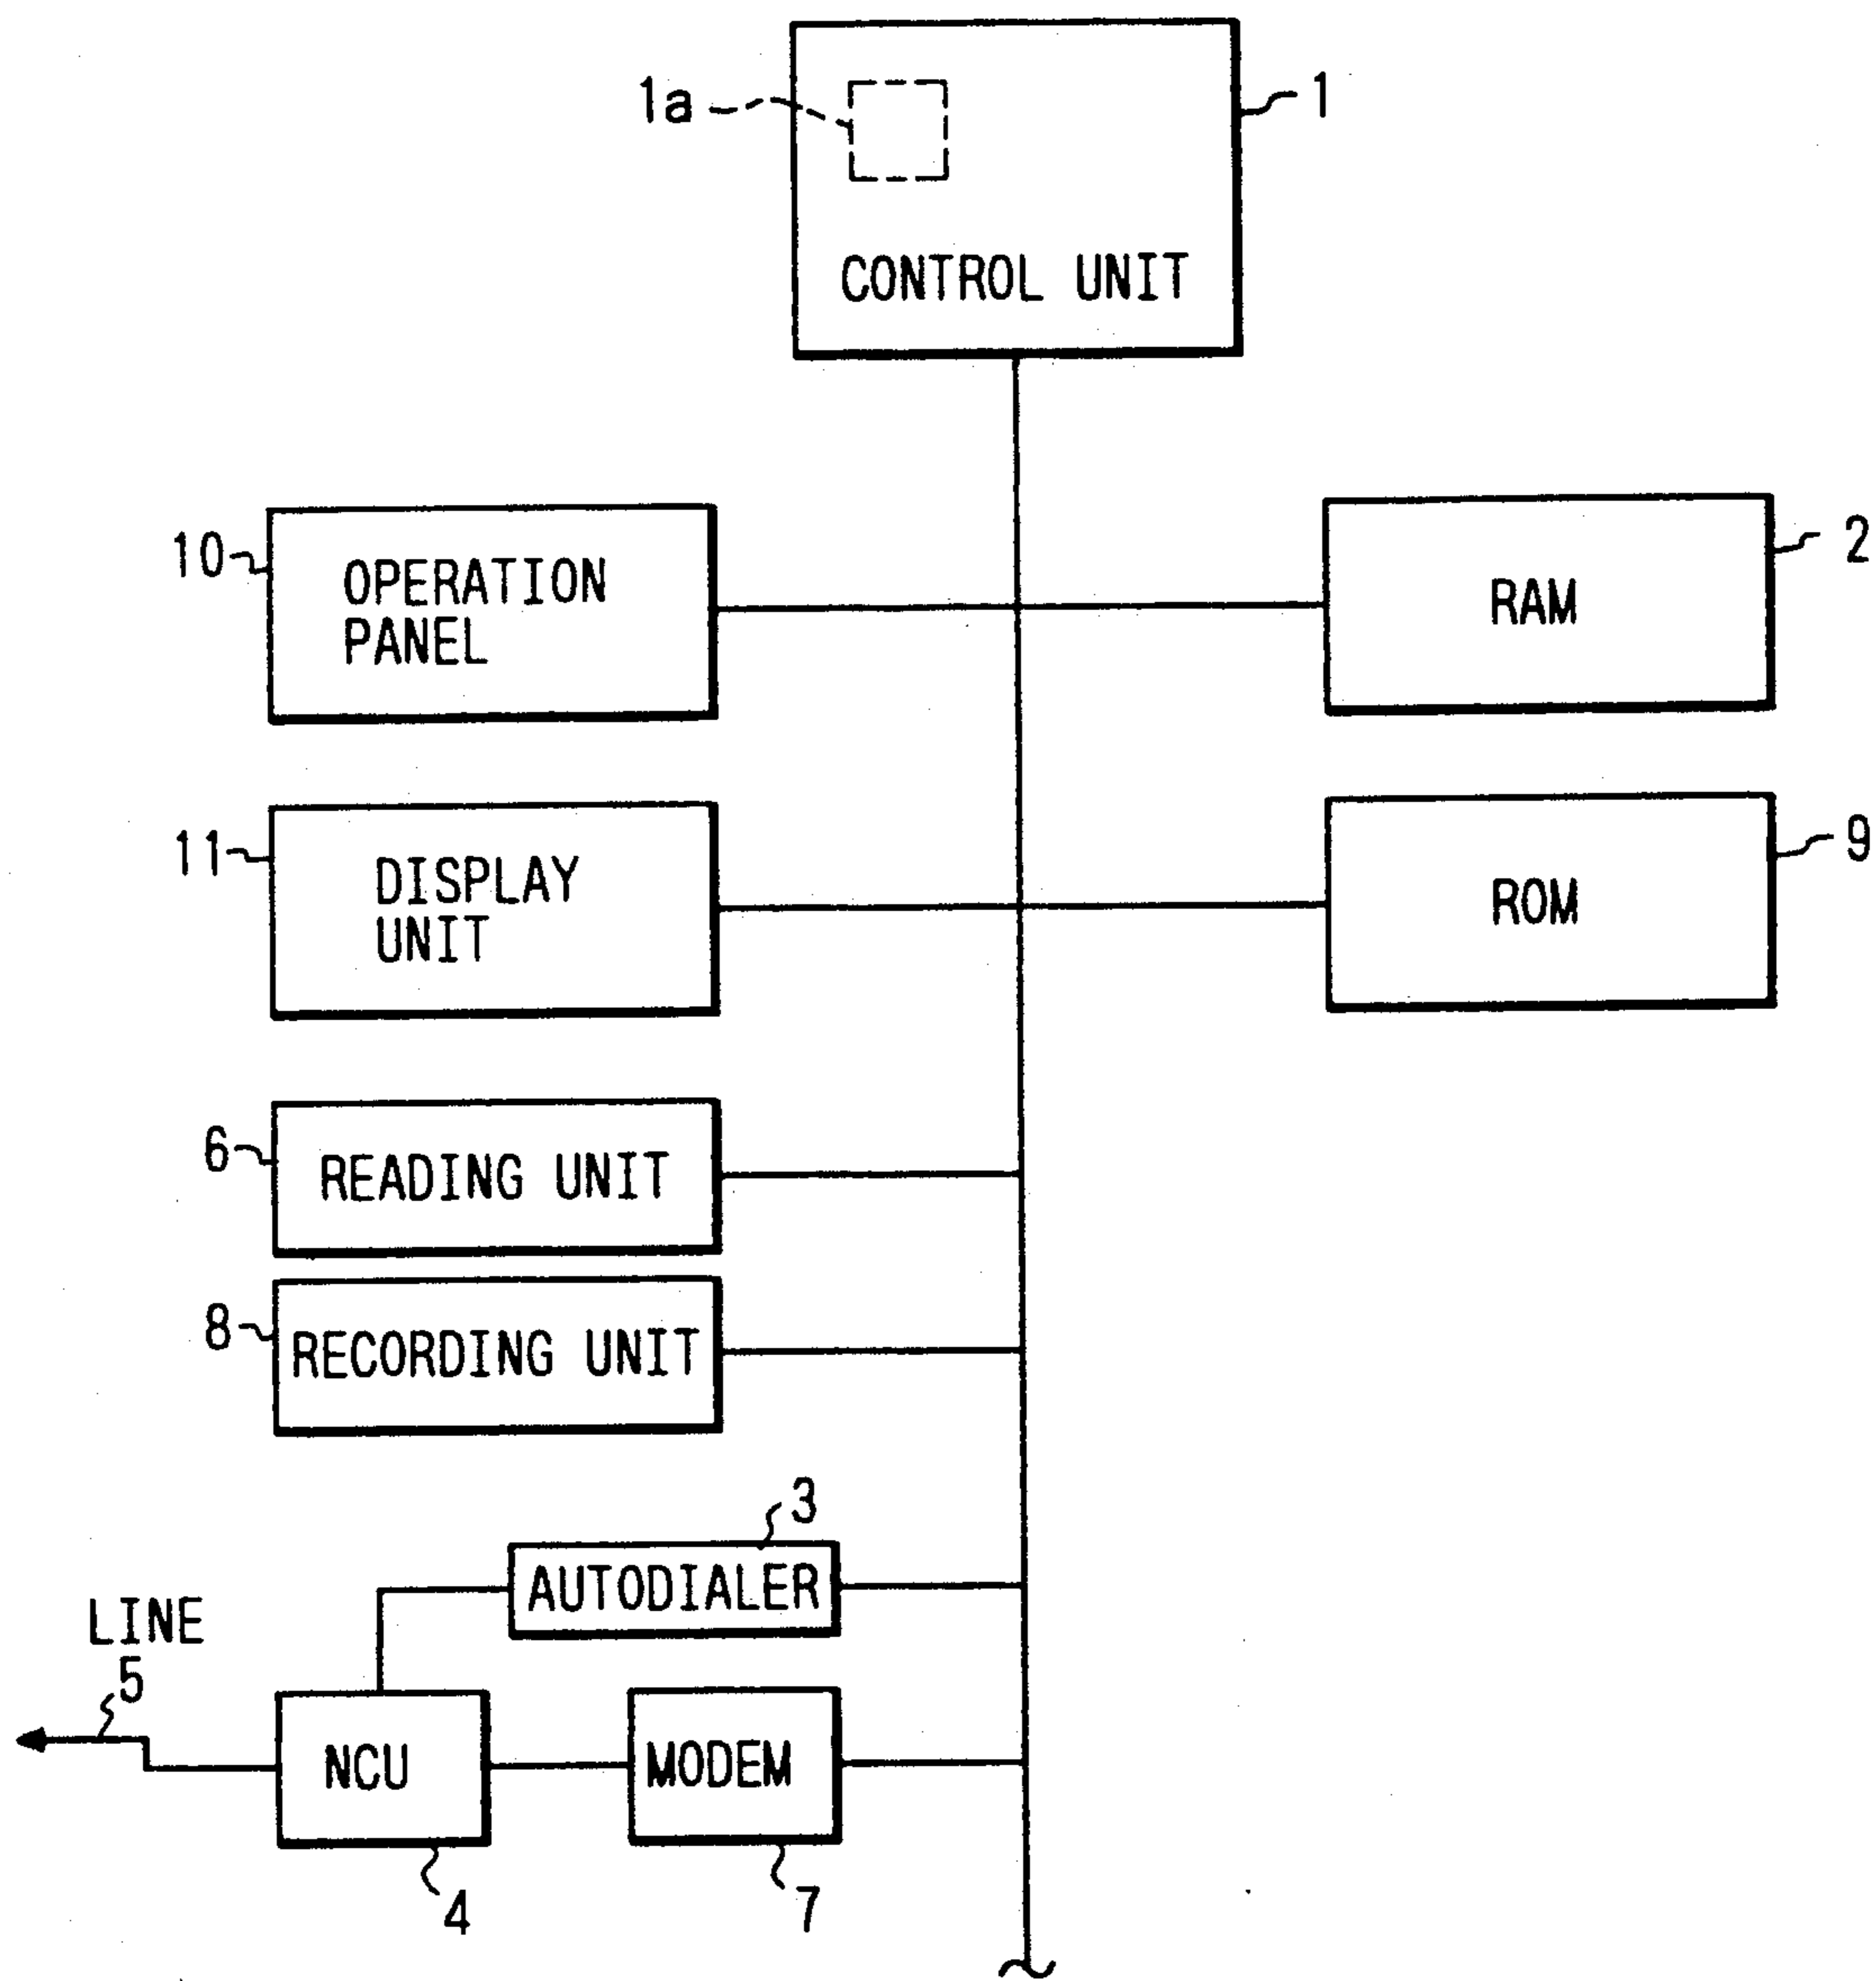 1a
1
CONTROL UNIT
10
OPERATION
PANEL
2
RAM
11
DISPLAY
UNIT
9
ROM
6
READING UNIT
8
RECORDING UNIT
3
AUTODIALER
LINE
5
NCU
MODEM
4
7